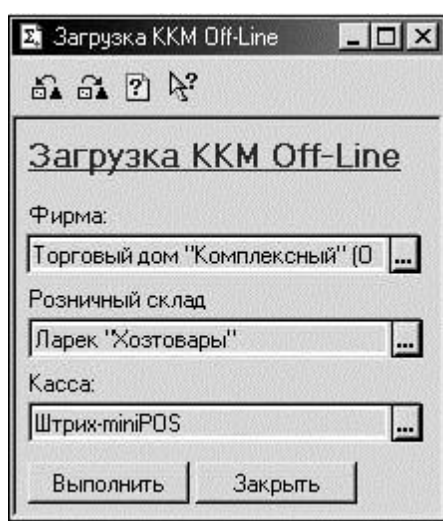 Загрузка ККМ Off-Line
Загрузка ККМ Off-Line
Фирма:
Торговый дом "Комплексный" (О
...
Розничный склад
Ларек "Хозтовары"
...
Касса:
Штрих-miniPOS
...
Выполнить Закрыть